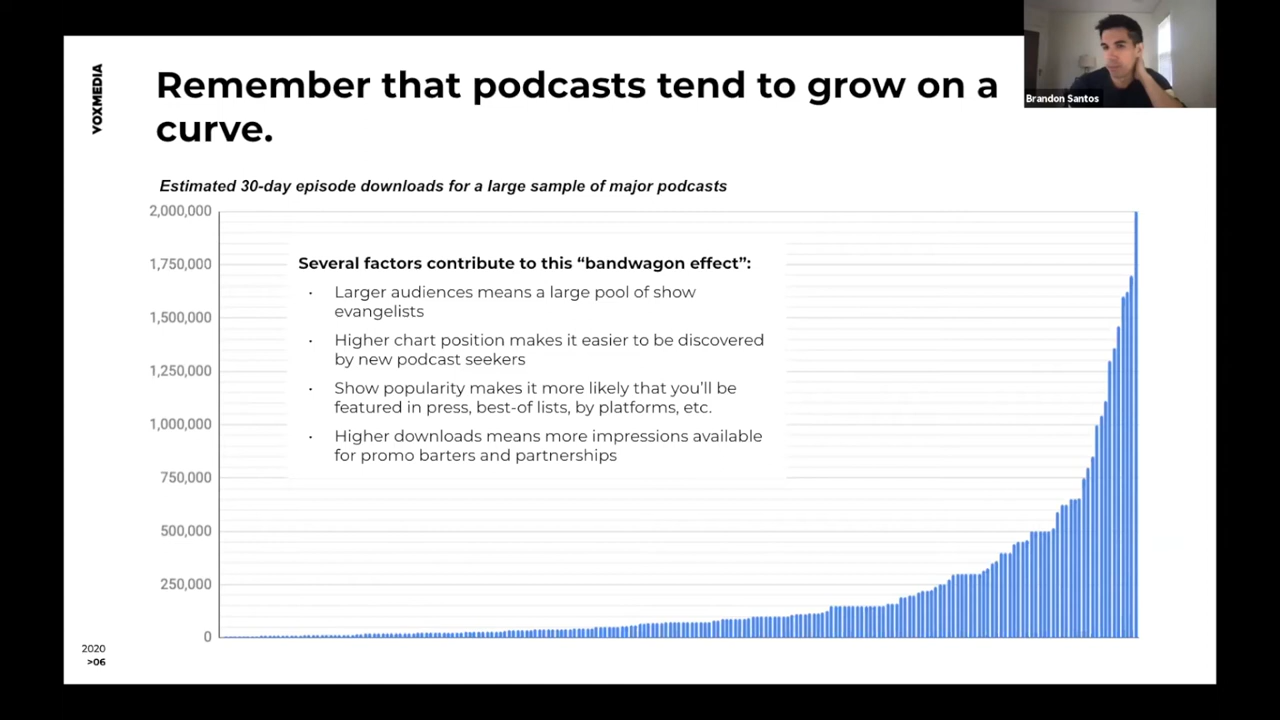 VOXMEDIA
Remember that podcasts tend to grow on a
curve.
Brandon Santos
Estimated 30-day episode downloads for a large sample of major podcasts
2,000,000
1,750,000
1,500,000
1,250,000
1,000,000
750,000
500,000
250,000
0
Several factors contribute to this “bandwagon effect”:
· Larger audiences means a large pool of show
evangelists
· Higher chart position makes it easier to be discovered
by new podcast seekers
· Show popularity makes it more likely that you’ll be
featured in press, best-of lists, by platforms, etc.
· Higher downloads means more impressions available
for promo barters and partnerships
2020
>06